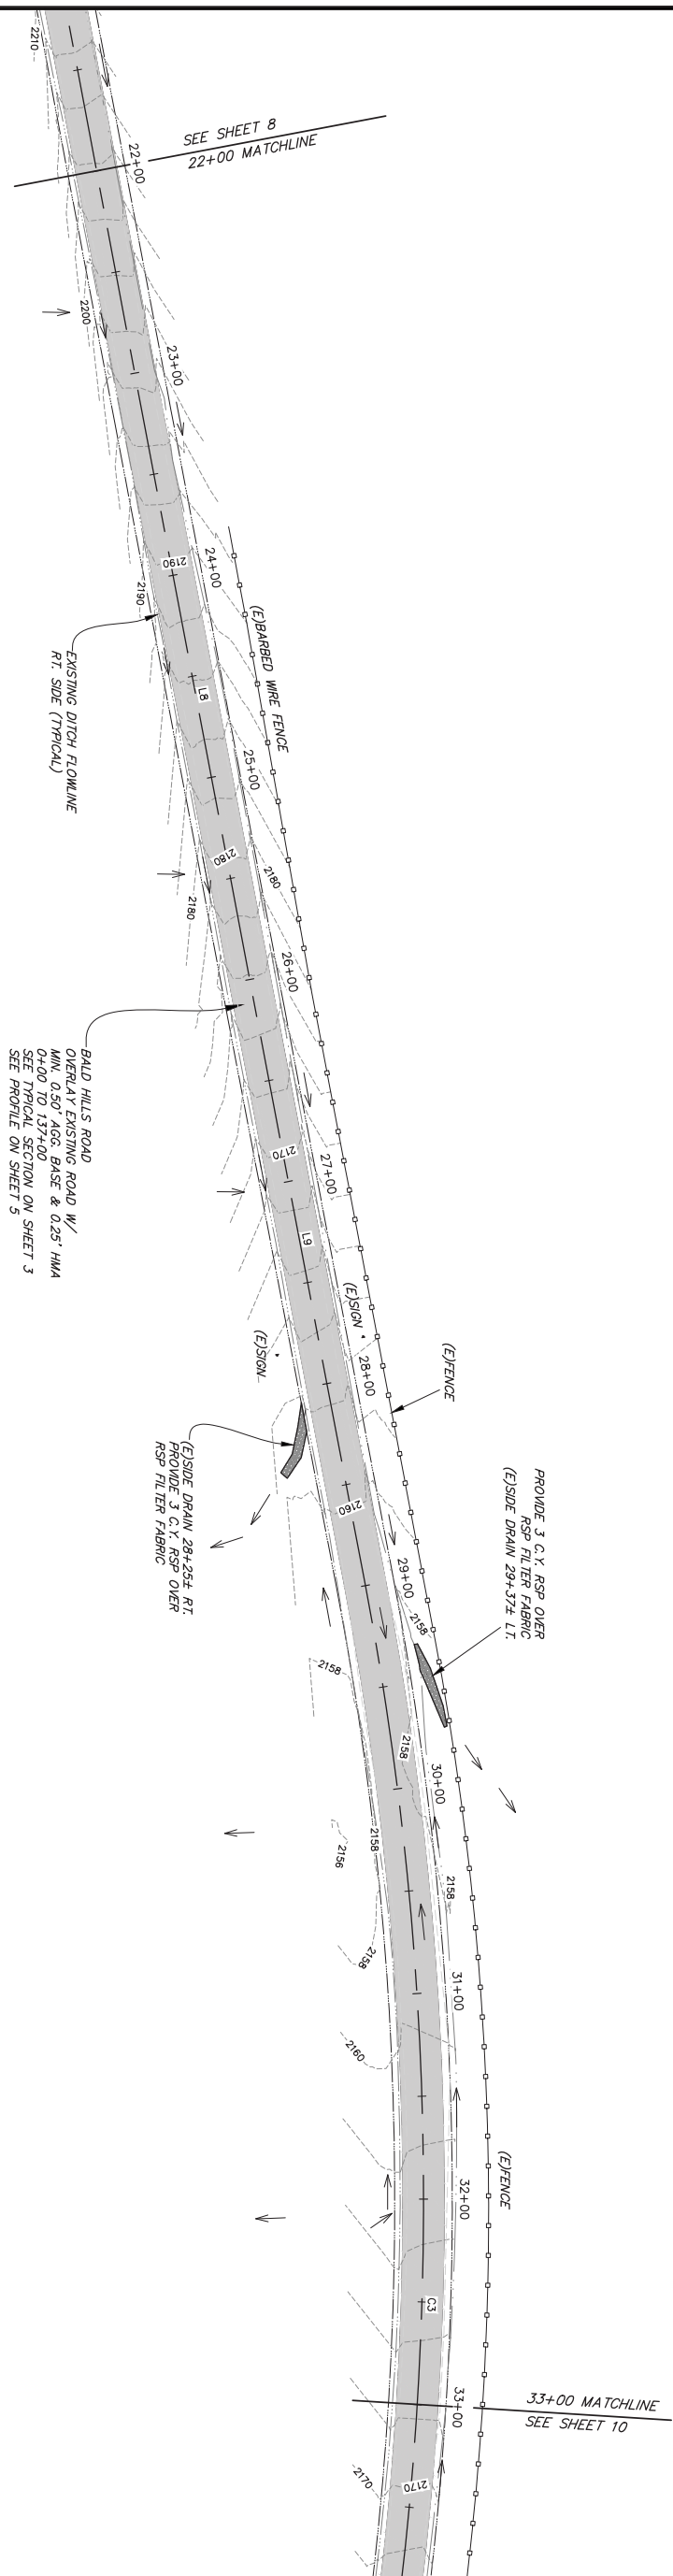 2210
SEE SHEET 8
22+00 MATCHLINE
22+00
2200
23+00
24+00
2190
2190
(E)BARBED WIRE FENCE
EXISTING DITCH FLOWLINE
RT. SIDE (TYPICAL)
L8
25+00
2180
2180
2180
26+00
BALD HILLS ROAD
OVERLAY EXISTING ROAD W/
MIN. 0.50' AGG. BASE & 0.25' HMA
0+00 TO 137+00
SEE TYPICAL SECTION ON SHEET 3
SEE PROFILE ON SHEET 5
2170
27+00
L9
(E)SIGN
(E)SIGN
28+00
(E)FENCE
(E)SIDE DRAIN 28+25± RT.
PROVIDE 3 C.Y. RSP OVER
RSP FILTER FABRIC
PROVIDE 3 C.Y. RSP OVER
RSP FILTER FABRIC
(E)SIDE DRAIN 29+37± LT.
2160
29+00
2158
2158
2158
30+00
2158
2156
2158
2158
31+00
2160
(E)FENCE
32+00
C3
33+00
33+00 MATCHLINE
SEE SHEET 10
2170
2170